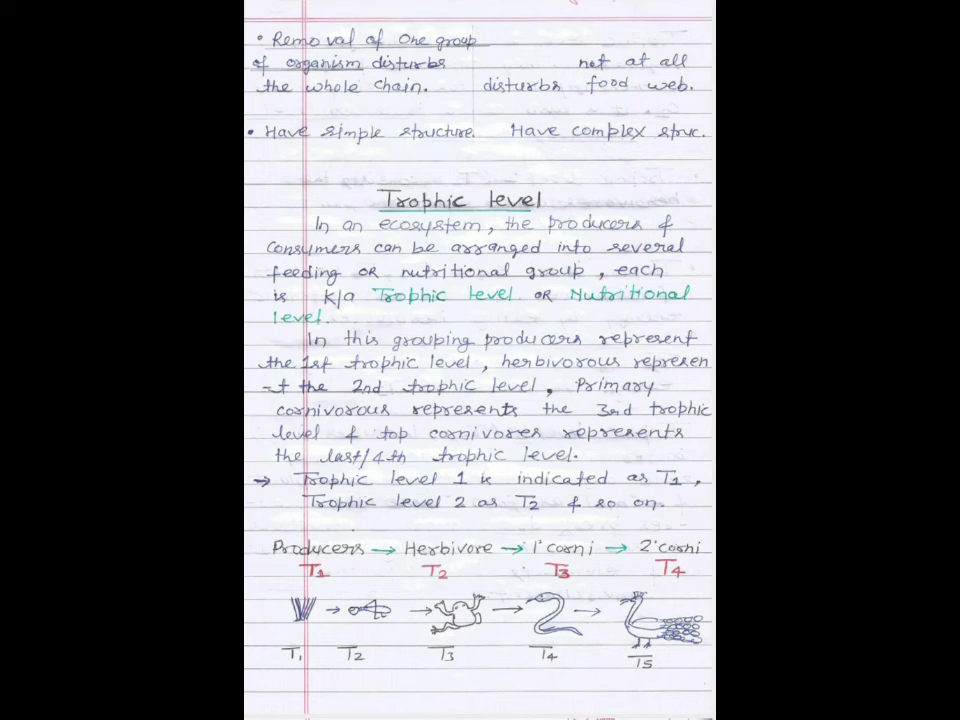 • Removal of one group
of organism disturbs not at all
the whole chain. disturbs food web.
• Have simple structure. Have complex struc.
Trophic level
In an ecosystem, the producers &
consumers can be arranged into several
feeding OR nutritional group, each
is K/a Trophic level OR Nutritional
level.
In this grouping producers represent
the 1st trophic level, herbivorous represen
-t the 2nd trophic level, Primary
cornivorous represents the 3rd trophic
level & top cornivores represents
the last/4th trophic level.
→ Trophic level 1 is indicated as T1,
Trophic level 2 as T2 & so on.
Producers → Herbivore → 1° corni → 2° corni
T1 T2 T3 T4
→ → → →
T1 T2 T3 T4 T5